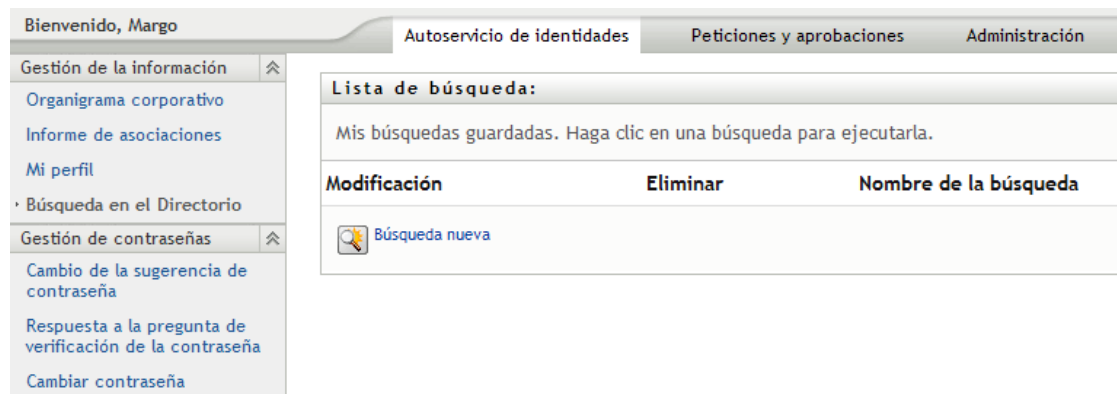 Bienvenido, Margo
Autoservicio de identidades
Peticiones y aprobaciones
Administración
Gestión de la información
Organigrama corporativo
Informe de asociaciones
Mi perfil
Búsqueda en el Directorio
Gestión de contraseñas
Cambio de la sugerencia de
contraseña
Respuesta a la pregunta de
verificación de la contraseña
Cambiar contraseña
Lista de búsqueda:
Mis búsquedas guardadas. Haga clic en una búsqueda para ejecutarla.
Modificación Eliminar Nombre de la búsqueda
Búsqueda nueva